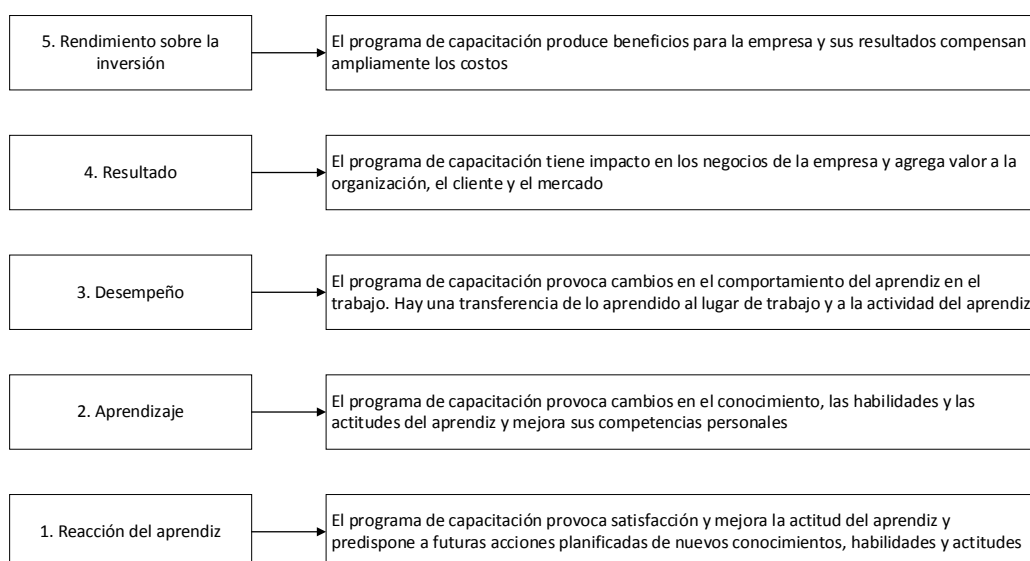 5. Rendimiento sobre la
inversión
El programa de capacitación produce beneficios para la empresa y sus resultados compensan
ampliamente los costos
4. Resultado
El programa de capacitación tiene impacto en los negocios de la empresa y agrega valor a la
organización, el cliente y el mercado
3. Desempeño
El programa de capacitación provoca cambios en el comportamiento del aprendiz en el
trabajo. Hay una transferencia de lo aprendido al lugar de trabajo y a la actividad del aprendiz
2. Aprendizaje
El programa de capacitación provoca cambios en el conocimiento, las habilidades y las
actitudes del aprendiz y mejora sus competencias personales
1. Reacción del aprendiz
El programa de capacitación provoca satisfacción y mejora la actitud del aprendiz y
predispone a futuras acciones planificadas de nuevos conocimientos, habilidades y actitudes